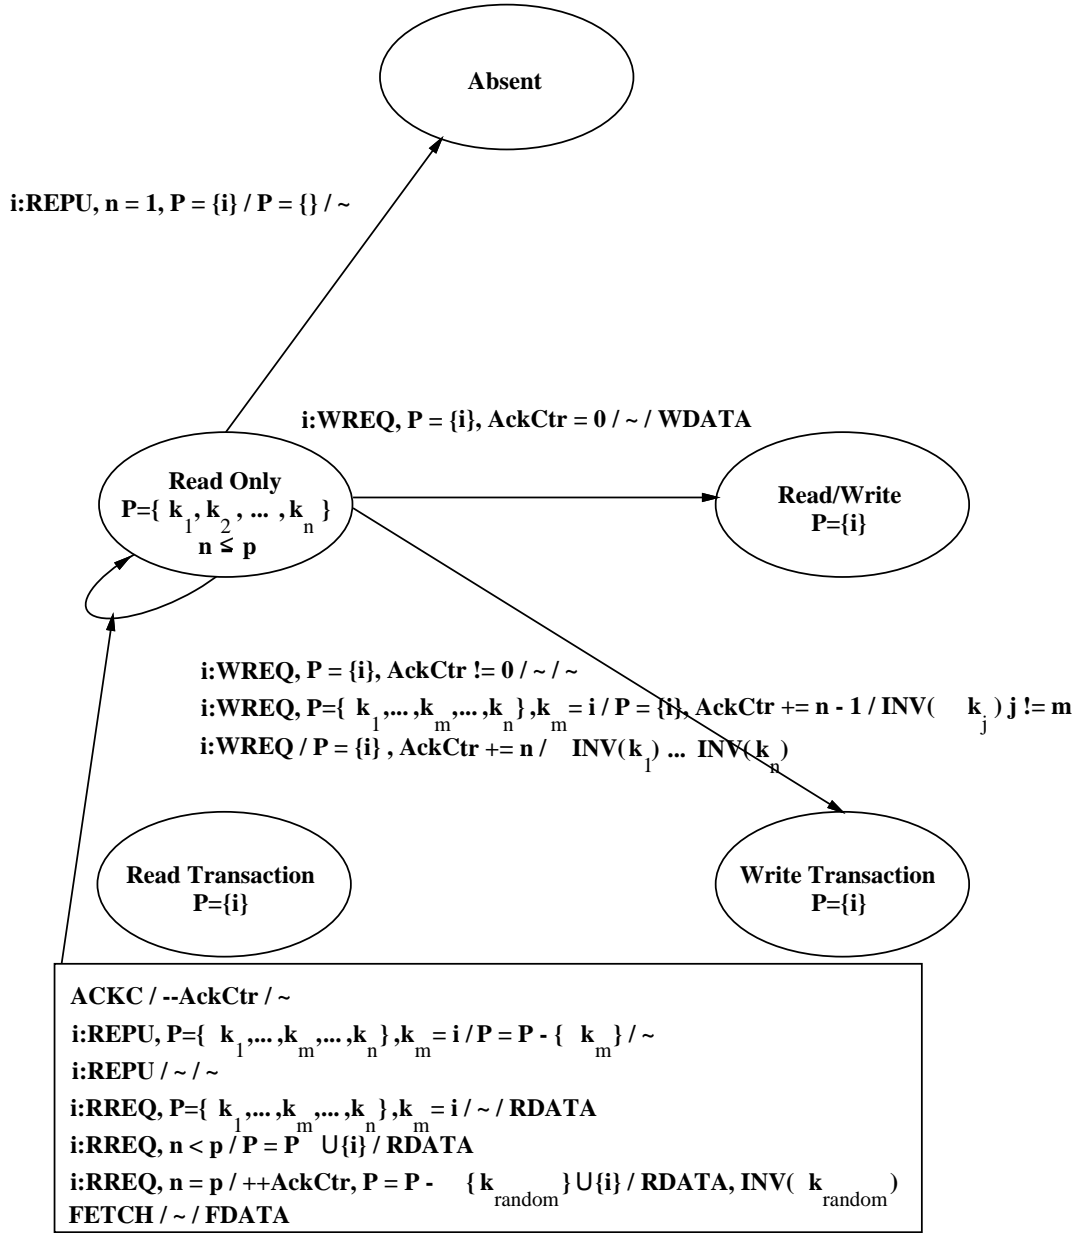 Absent
i:REPU, n = 1, P = {i} / P = {} / ~
i:WREQ, P = {i}, AckCtr = 0 / ~ / WDATA
Read Only
P={ k1, k2 , ... , kn }
n ≤ p
Read/Write
P={i}
i:WREQ, P = {i}, AckCtr != 0 / ~ / ~
i:WREQ, P={ k1,... ,km,... ,kn } ,km = i / P = {i}, AckCtr += n - 1 / INV( kj ) j != m
i:WREQ / P = {i} , AckCtr += n / INV(k1) ... INV(kn)
Read Transaction
P={i}
Write Transaction
P={i}
ACKC / --AckCtr / ~
i:REPU, P={ k1,... ,km,... ,kn } ,km = i / P = P - { km } / ~
i:REPU / ~ / ~
i:RREQ, P={ k1,... ,km,... ,kn } ,km = i / ~ / RDATA
i:RREQ, n < p / P = P ∪{i} / RDATA
i:RREQ, n = p / ++AckCtr, P = P - { krandom } ∪{i} / RDATA, INV( krandom )
FETCH / ~ / FDATA